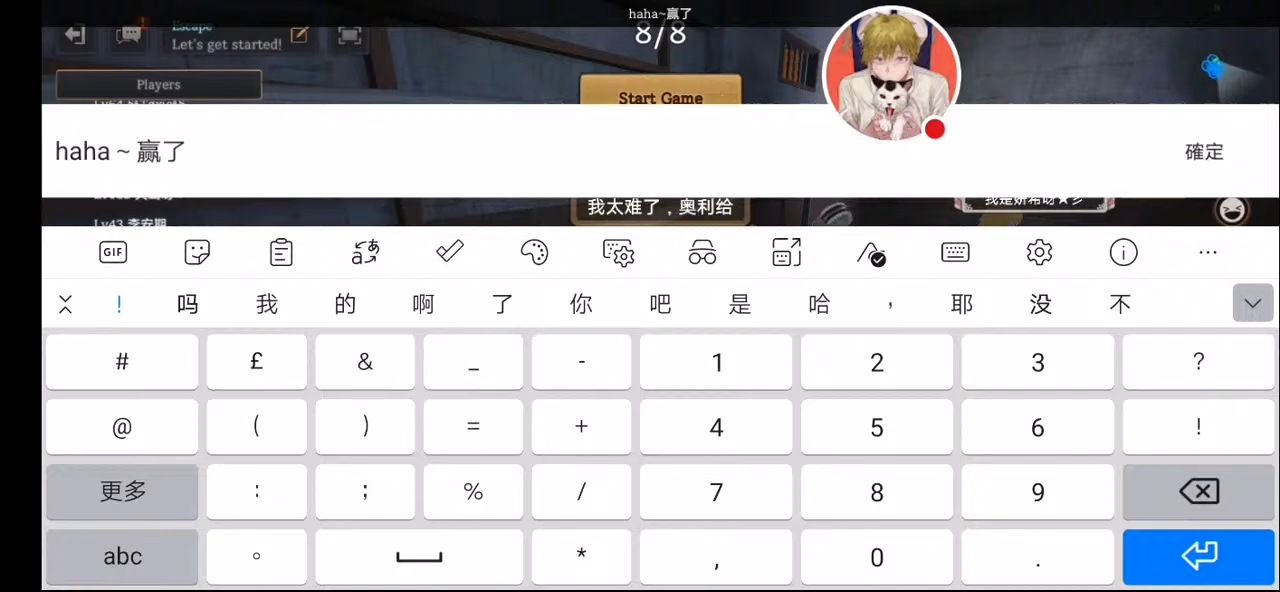 haha~赢了
8/8
Escape
Let's get started!
Players
Start Game
haha ~ 赢了
確定
Lv43 李安期
我太难了，奥利给
我是妍希呀★彡
GIF
! 吗 我 的 啊 了 你 吧 是 哈 ， 耶 没 不
# £ & _ - 1 2 3 ?
@ ( ) = + 4 5 6 !
更多 : ; % / 7 8 9
abc 。 * , 0 .